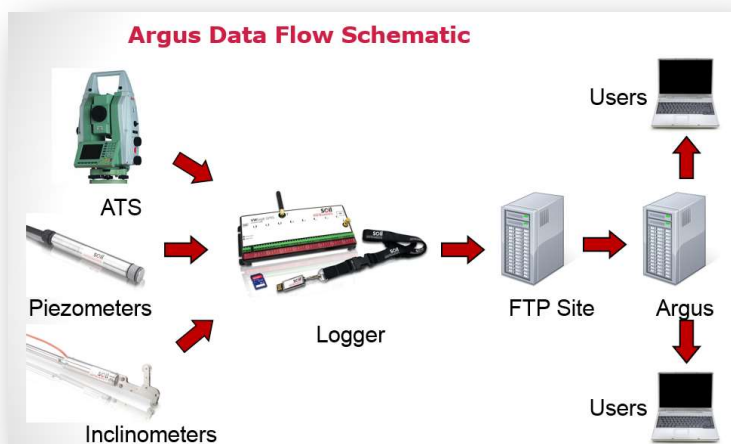 Argus Data Flow Schematic
Users
ATS
Piezometers
Logger
FTP Site
Argus
Inclinometers
Users